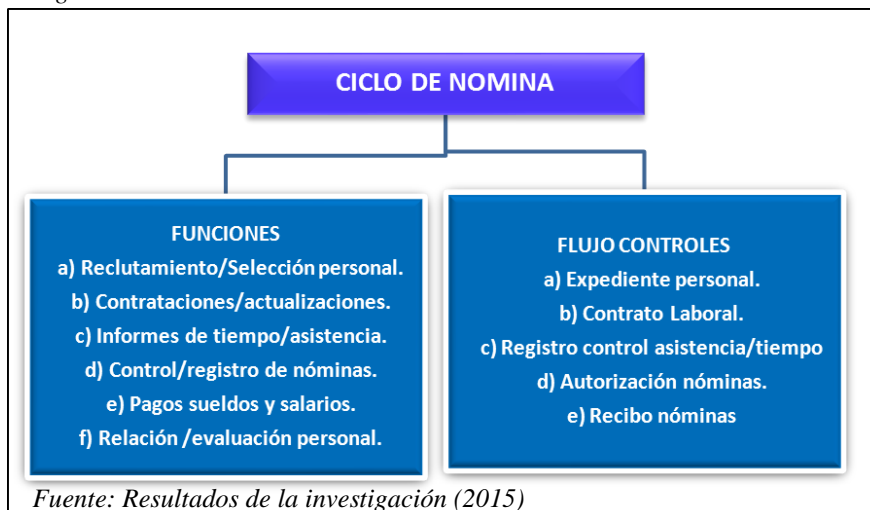 CICLO DE NOMINA
FUNCIONES
a) Reclutamiento/Selección personal.
b) Contrataciones/actualizaciones.
c) Informes de tiempo/asistencia.
d) Control/registro de nóminas.
e) Pagos sueldos y salarios.
f) Relación /evaluación personal.
FLUJO CONTROLES
a) Expediente personal.
b) Contrato Laboral.
c) Registro control asistencia/tiempo
d) Autorización nóminas.
e) Recibo nóminas
Fuente: Resultados de la investigación (2015)